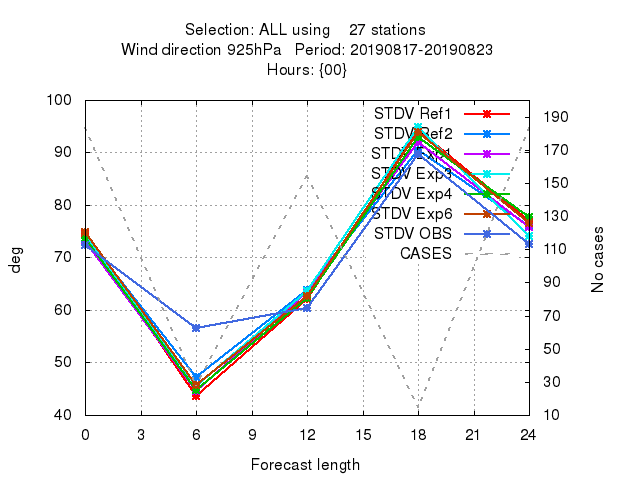 Selection: ALL using 27 stations
Wind direction 925hPa Period: 20190817-20190823
Hours: {00}
100
90
80
70
60
50
40
deg
190
170
150
130
110
90
70
50
30
10
No cases
STDV Ref1
STDV Ref2
STDV Exp1
STDV Exp3
STDV Exp4
STDV Exp6
STDV OBS
CASES
0 3 6 9 12 15 18 21 24
Forecast length